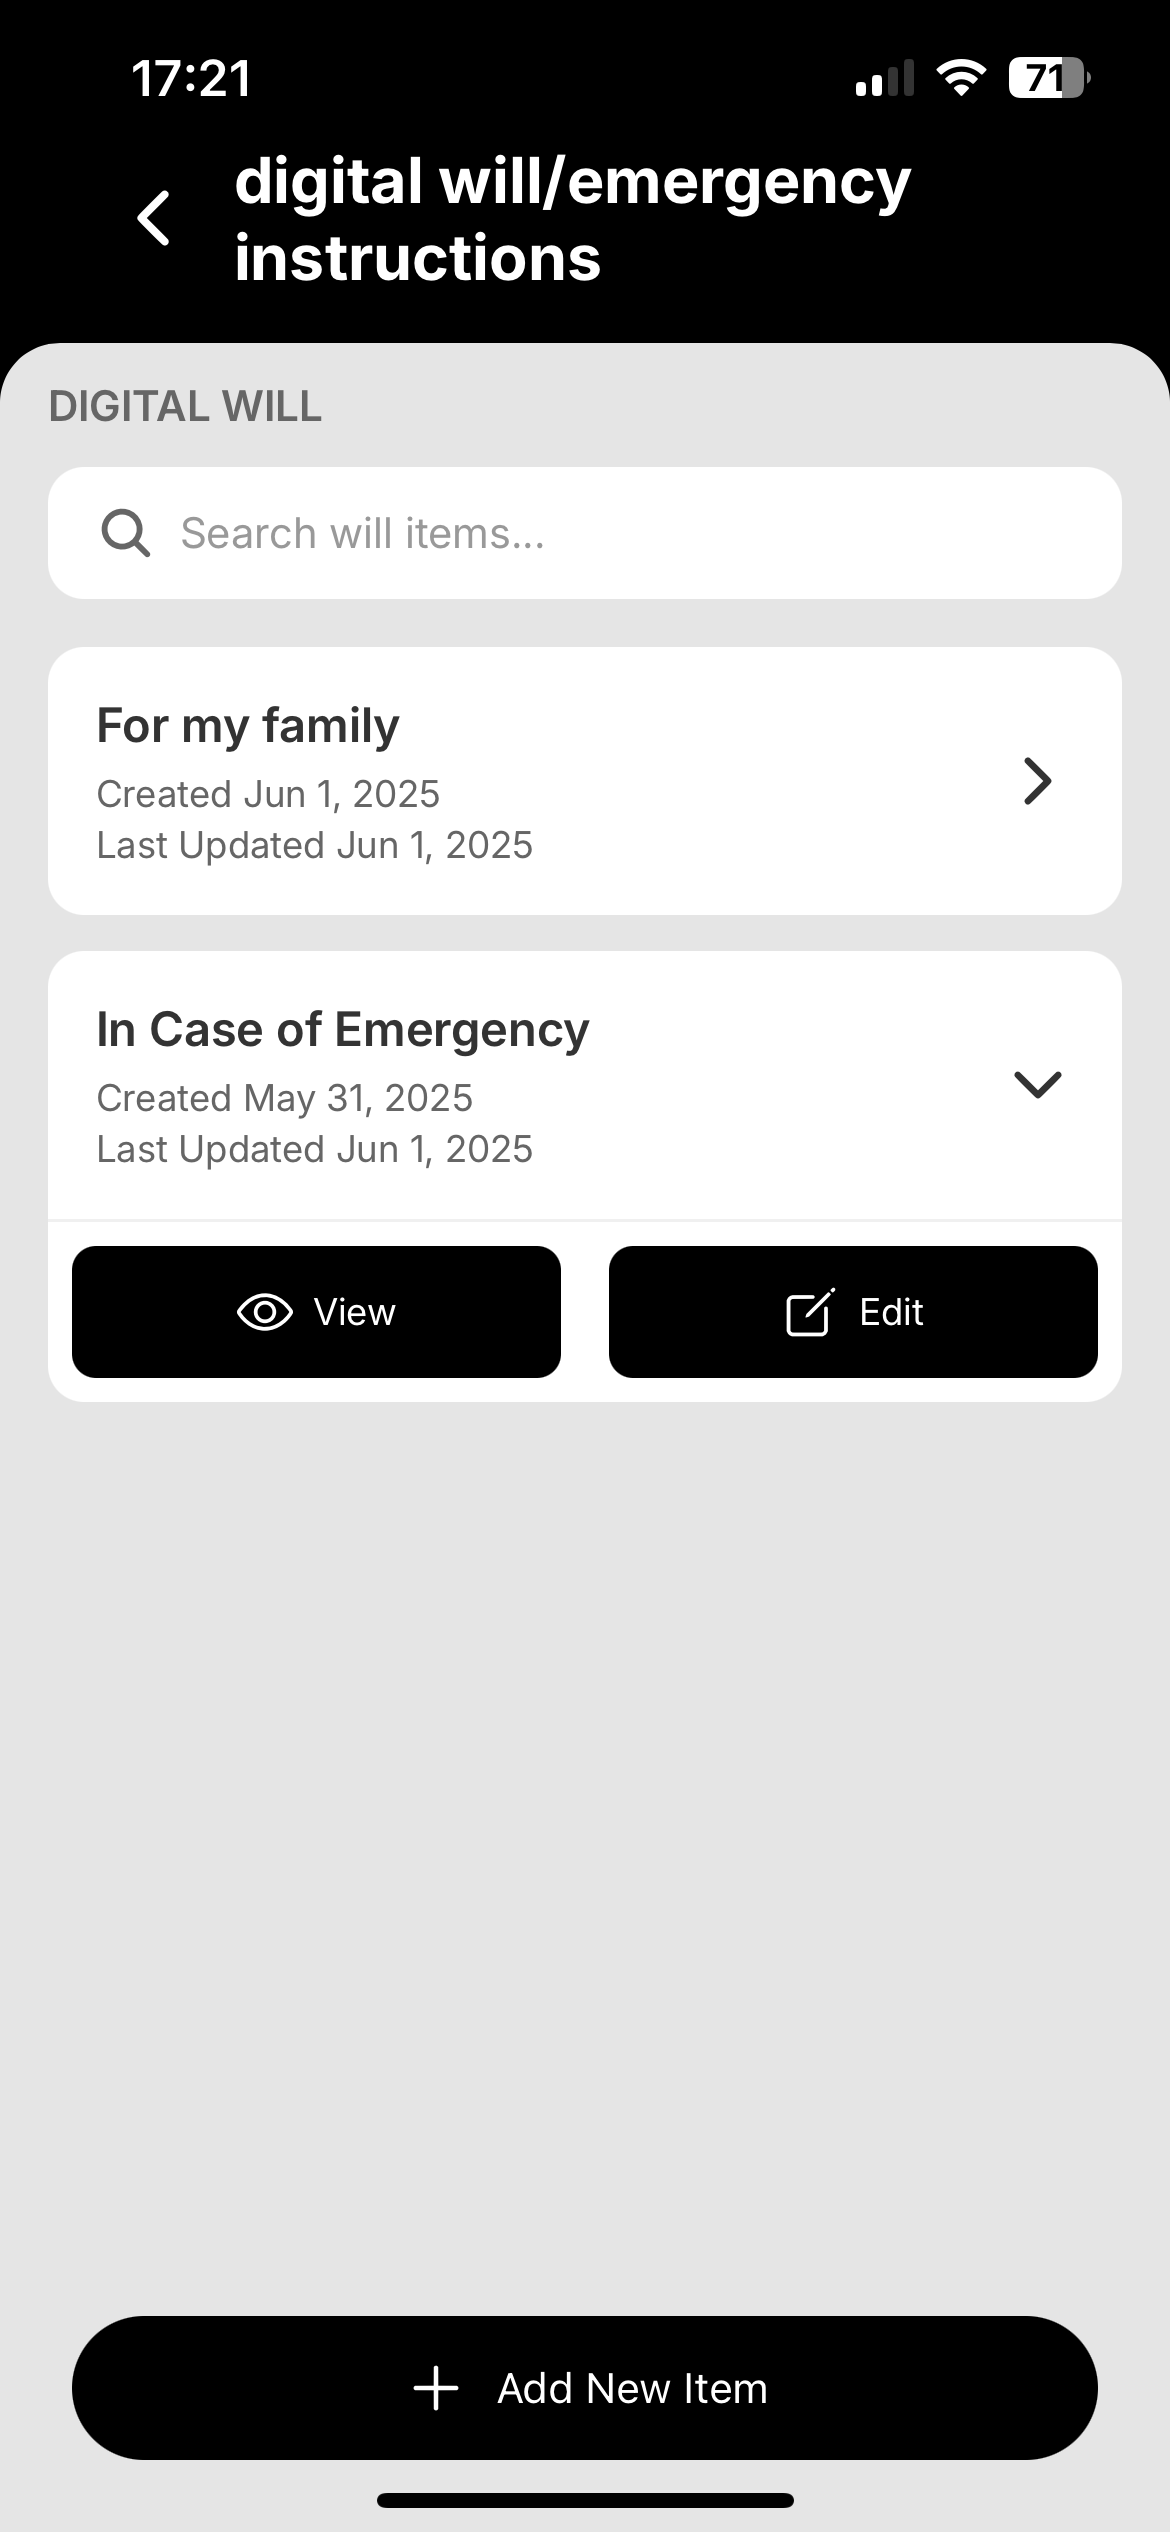 17:21
71
digital will/emergency
instructions
DIGITAL WILL
Search will items...
For my family
Created Jun 1, 2025
Last Updated Jun 1, 2025
In Case of Emergency
Created May 31, 2025
Last Updated Jun 1, 2025
View
Edit
Add New Item